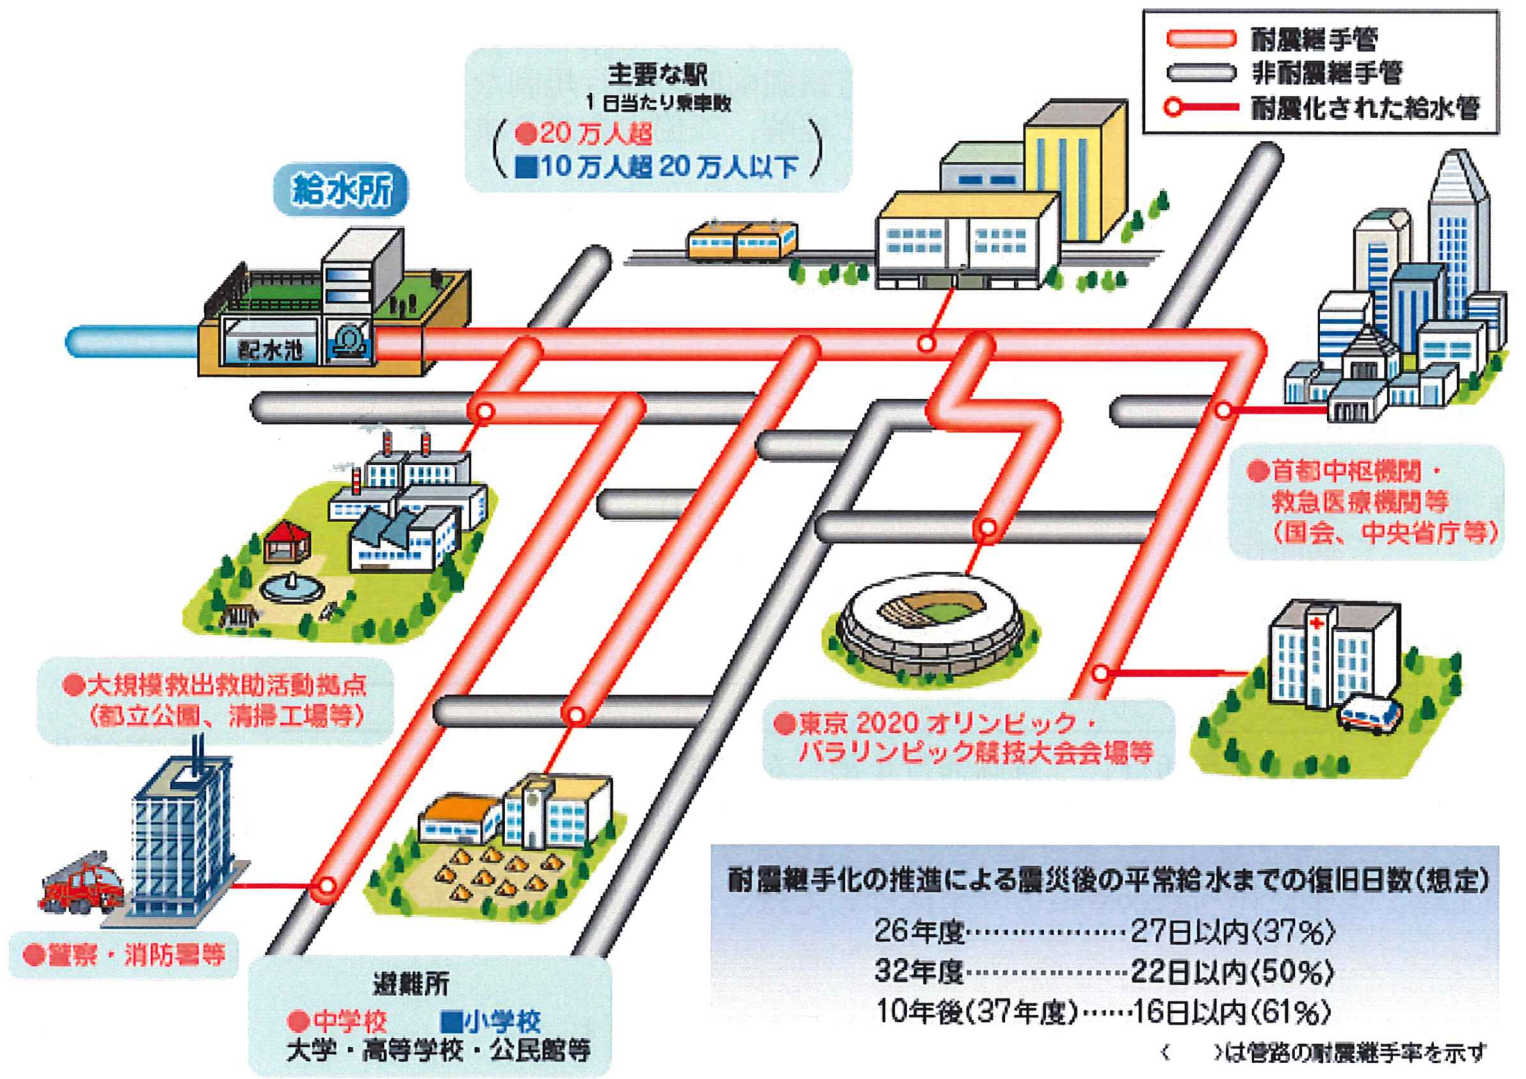 耐震継手管
非耐震継手管
耐震化された給水管
主要な駅
1日当たり乗車数
●20万人超
■10万人超20万人以下
給水所
配水池
●首都中枢機関・
救急医療機関等
(国会、中央省庁等)
●大規模救出救助活動拠点
(都立公園、清掃工場等)
●東京2020オリンピック・
パラリンピック競技大会会場等
●警察・消防署等
避難所
●中学校 ■小学校
大学・高等学校・公民館等
耐震継手化の推進による震災後の平常給水までの復旧日数(想定)
26年度………………27日以内〈37%〉
32年度………………22日以内〈50%〉
10年後(37年度)……16日以内〈61%〉
〈 〉は管路の耐震継手率を示す